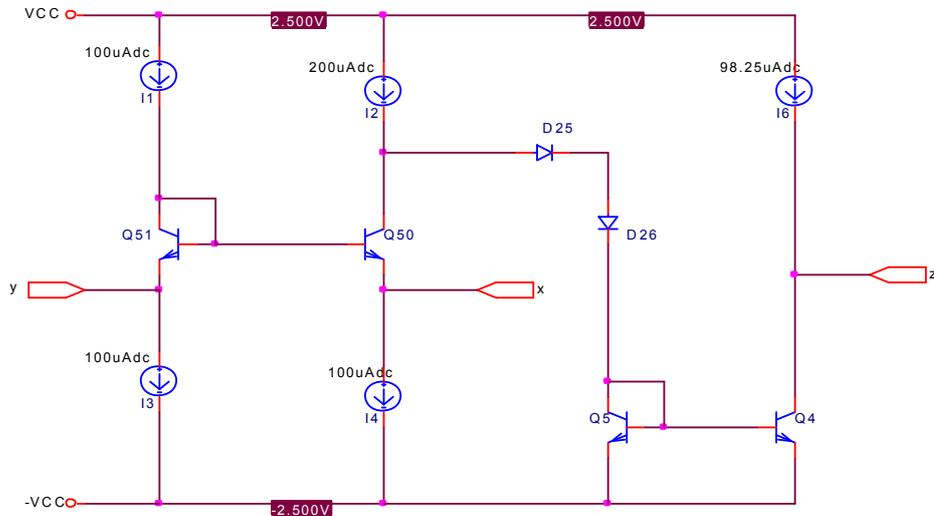 VCC
2.500V
2.500V
100uAdc
I1
200uAdc
I2
98.25uAdc
I6
D25
D26
Q51
Q50
y
x
z
100uAdc
I3
100uAdc
I4
Q5
Q4
-VCC
-2.500V